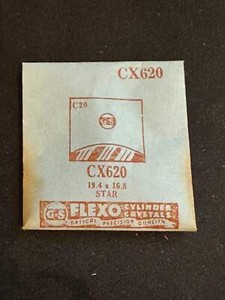 CX620
C20
G-S
CX620
19.4 x 16.8
STAR
G-S FLEXO CYLINDER CRYSTALS
OPTICAL PRECISION QUALITY